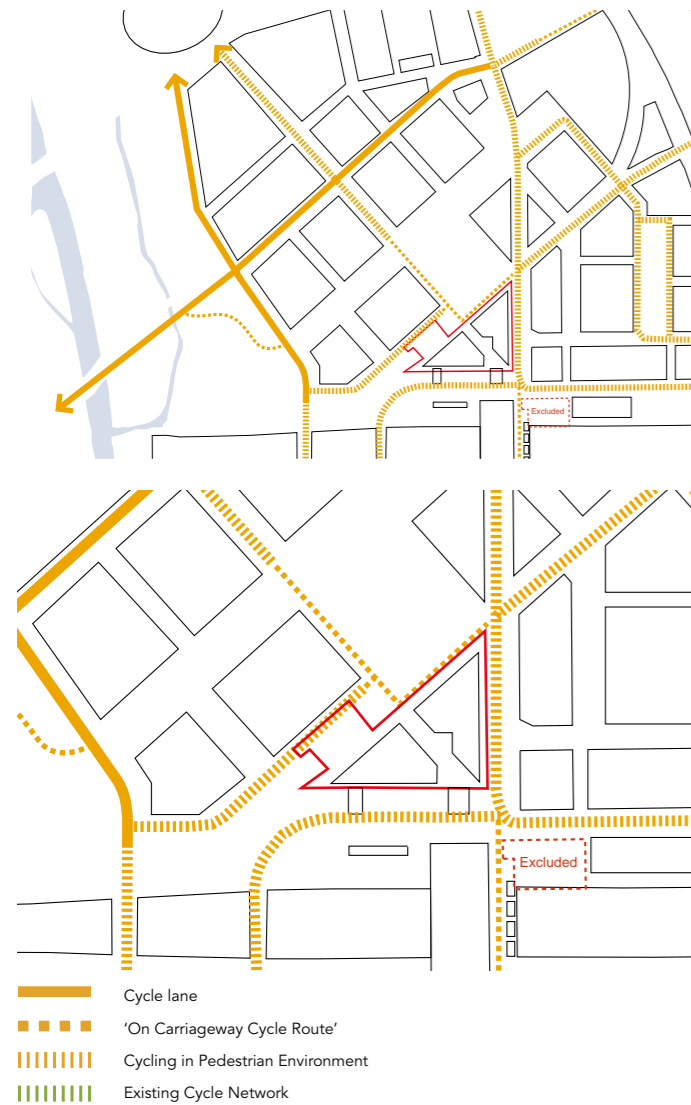 Excluded
Excluded
Cycle lane
‘On Carriageway Cycle Route’
Cycling in Pedestrian Environment
Existing Cycle Network